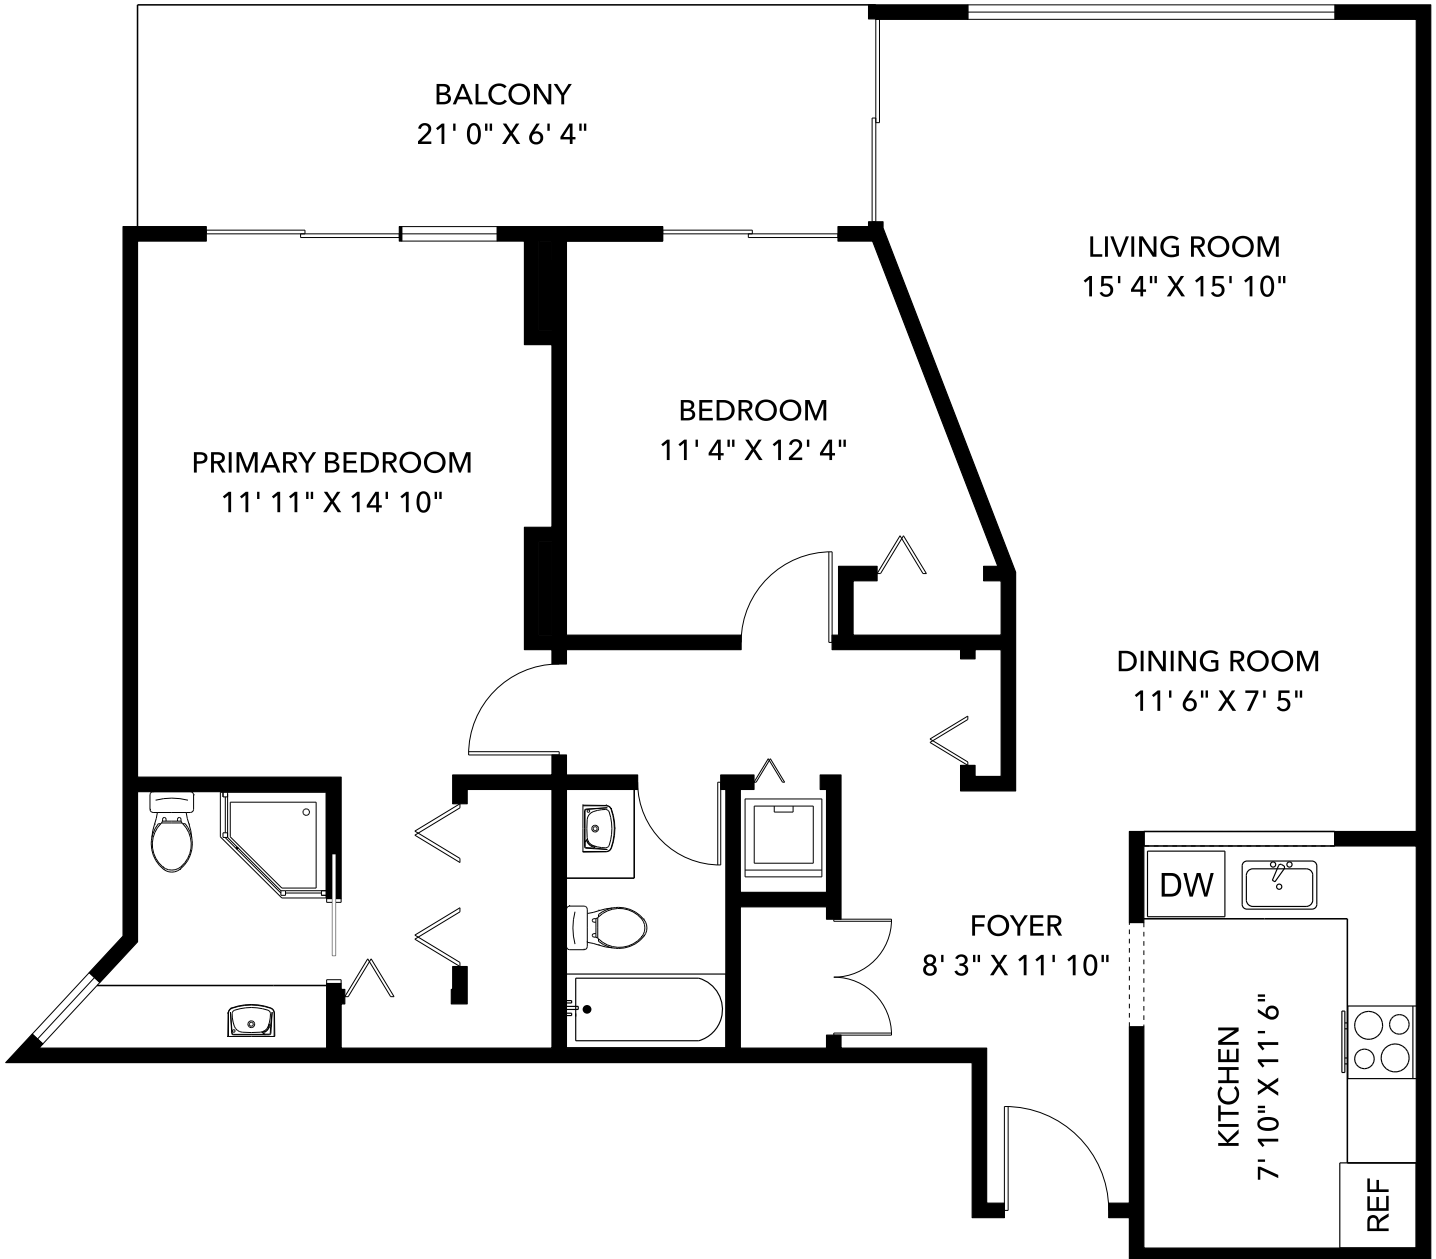 BALCONY
21' 0" X 6' 4"
LIVING ROOM
15' 4" X 15' 10"
BEDROOM
11' 4" X 12' 4"
PRIMARY BEDROOM
11' 11" X 14' 10"
DINING ROOM
11' 6" X 7' 5"
DW
FOYER
8' 3" X 11' 10"
KITCHEN
7' 10" X 11' 6"
REF